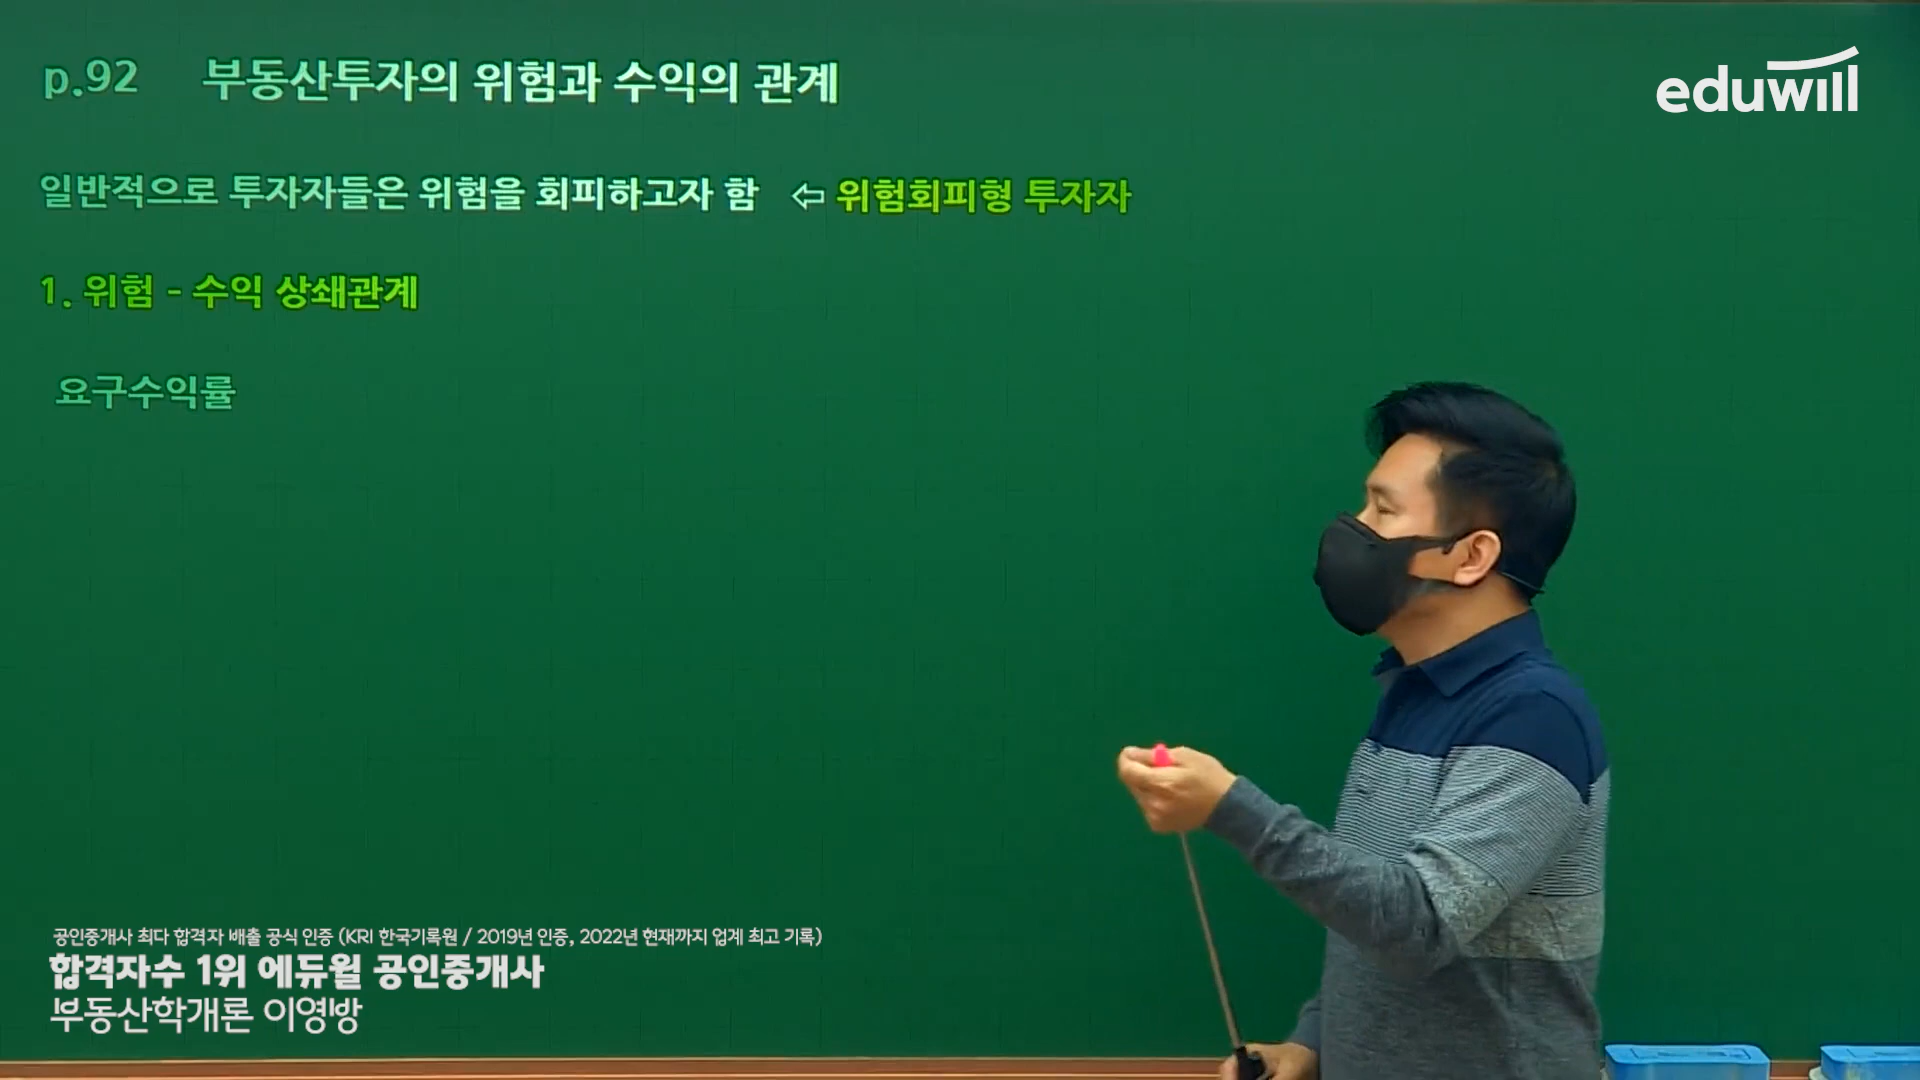 p.92 부동산투자의 위험과 수익의 관계
eduwill
일반적으로 투자자들은 위험을 회피하고자 함 ⇦ 위험회피형 투자자
1. 위험 - 수익 상쇄관계
요구수익률
공인중개사 최다 합격자 배출 공식 인증 (KRI 한국기록원 / 2019년 인증, 2022년 현재까지 업계 최고 기록)
합격자수 1위 에듀윌 공인중개사
부동산학개론 이영방